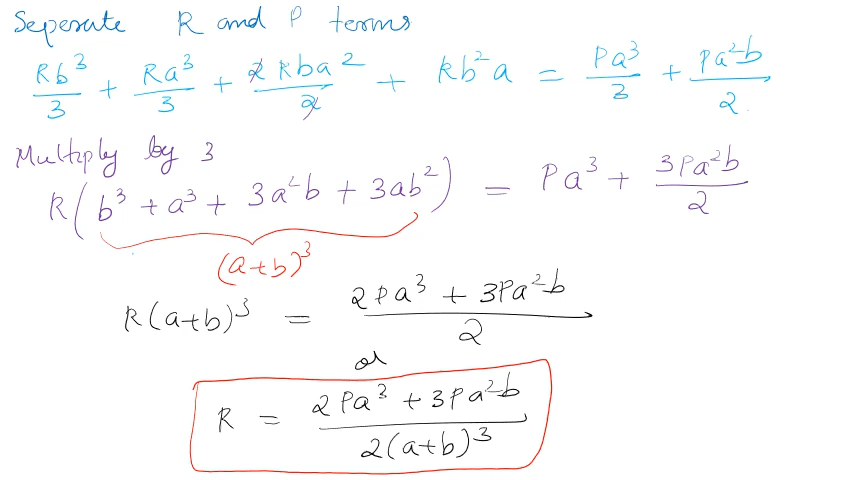 Seperate R and P terms
Rb³/3 + Ra³/3 + 2Rba²/2 + Rb²a = Pa³/3 + Pa²b/2
Multiply by 3
R(b³ + a³ + 3a²b + 3ab²) = Pa³ + 3Pa²b/2
(a+b)³
R(a+b)³ = (2Pa³ + 3Pa²b)/2
or
R = (2Pa³ + 3Pa²b)/2(a+b)³